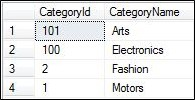 CategoryId CategoryName
1 101 Arts
2 100 Electronics
3 2 Fashion
4 1 Motors